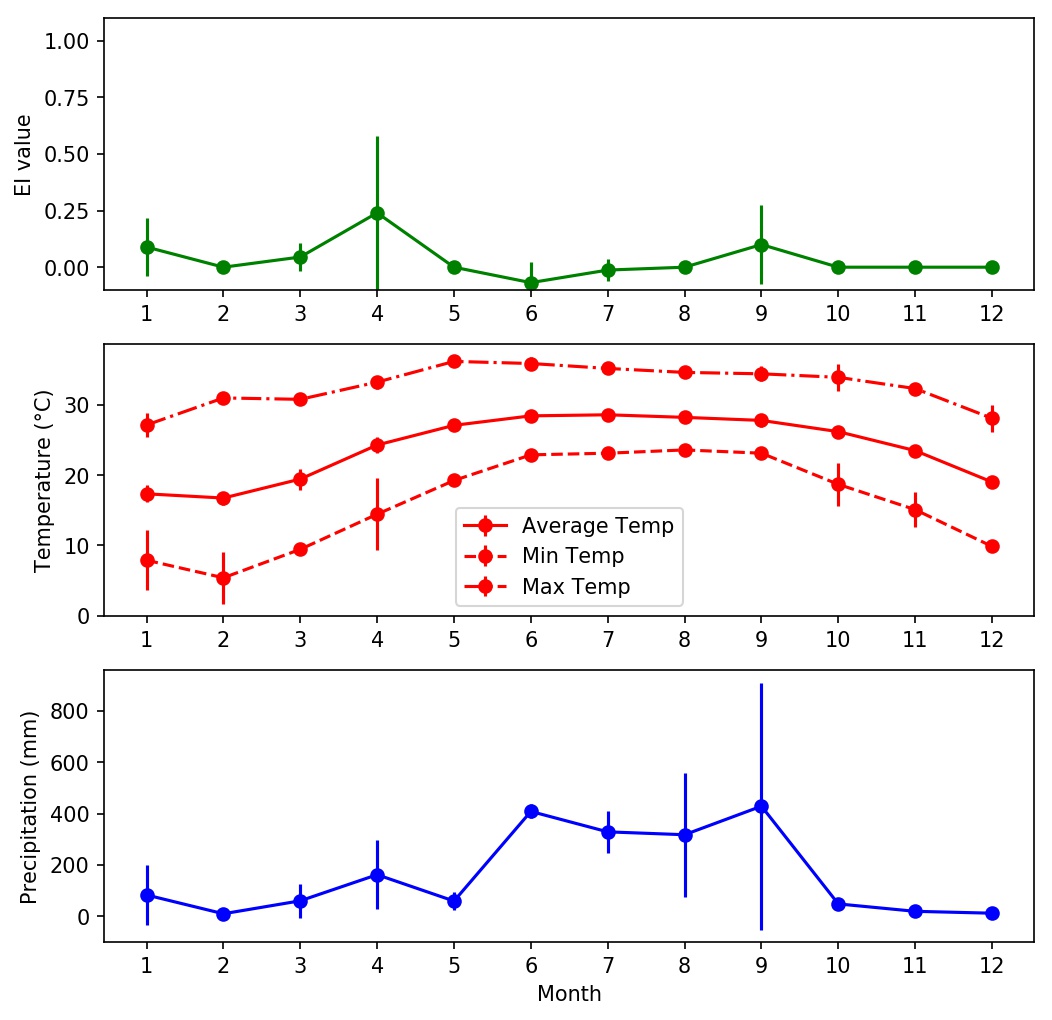 1.00
0.75
0.50
0.25
0.00
EI value
1 2 3 4 5 6 7 8 9 10 11 12
30
20
10
0
Temperature (°C)
Average Temp
Min Temp
Max Temp
1 2 3 4 5 6 7 8 9 10 11 12
800
600
400
200
0
Precipitation (mm)
1 2 3 4 5 6 7 8 9 10 11 12
Month